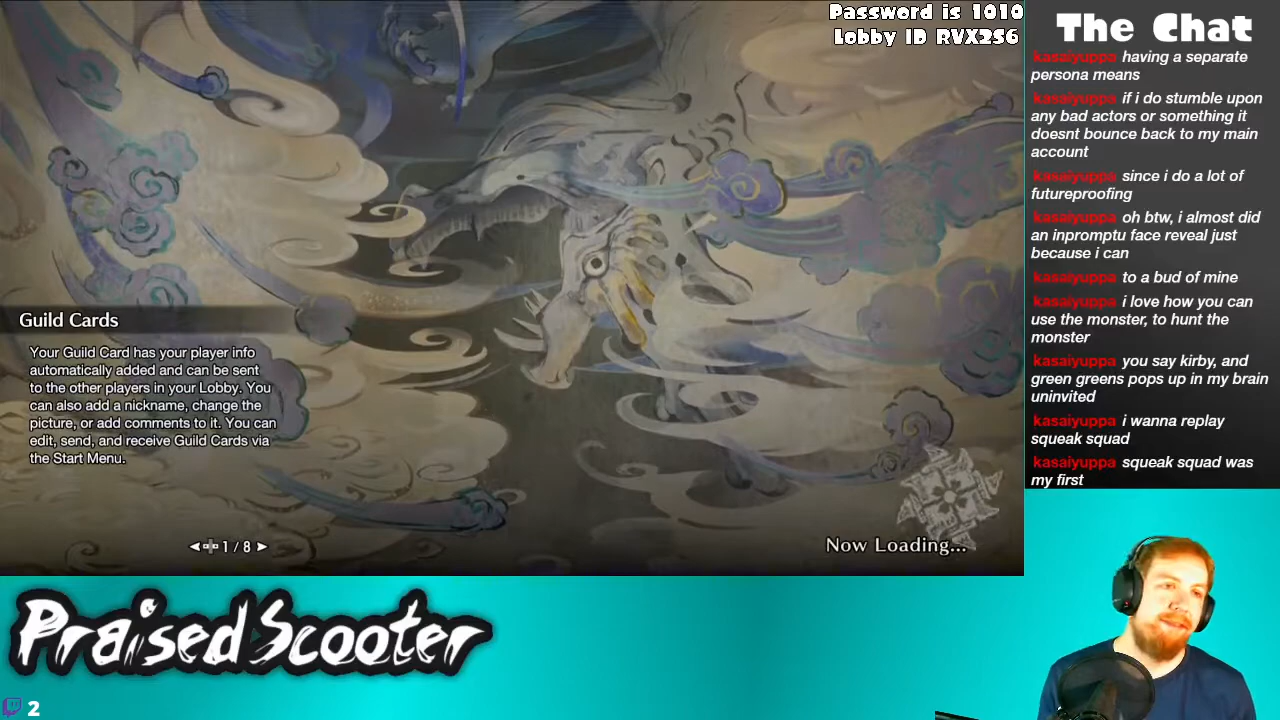 Password is 1010
Lobby ID RVX2S6
The Chat
kasaiyuppa having a separate
persona means
kasaiyuppa if i do stumble upon
any bad actors or something it
doesnt bounce back to my main
account
kasaiyuppa since i do a lot of
futureproofing
kasaiyuppa oh btw, i almost did
an inpromptu face reveal just
because i can
kasaiyuppa to a bud of mine
kasaiyuppa i love how you can
use the monster, to hunt the
monster
kasaiyuppa you say kirby, and
green greens pops up in my brain
uninvited
kasaiyuppa i wanna replay
squeak squad
kasaiyuppa squeak squad was
my first
Guild Cards
Your Guild Card has your player info
automatically added and can be sent
to the other players in your Lobby. You
can also add a nickname, change the
picture, or add comments to it. You can
edit, send, and receive Guild Cards via
the Start Menu.
1 / 8
Now Loading...
Praised Scooter
2